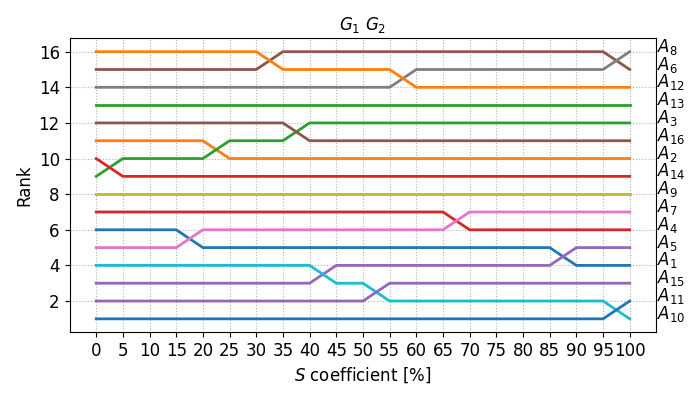 G₁ G₂
Rank
16
14
12
10
8
6
4
2
A₈
A₆
A₁₂
A₁₃
A₃
A₁₆
A₂
A₁₄
A₉
A₇
A₄
A₅
A₁
A₁₅
A₁₁
A₁₀
0 5 10 15 20 25 30 35 40 45 50 55 60 65 70 75 80 85 90 95 100
S coefficient [%]